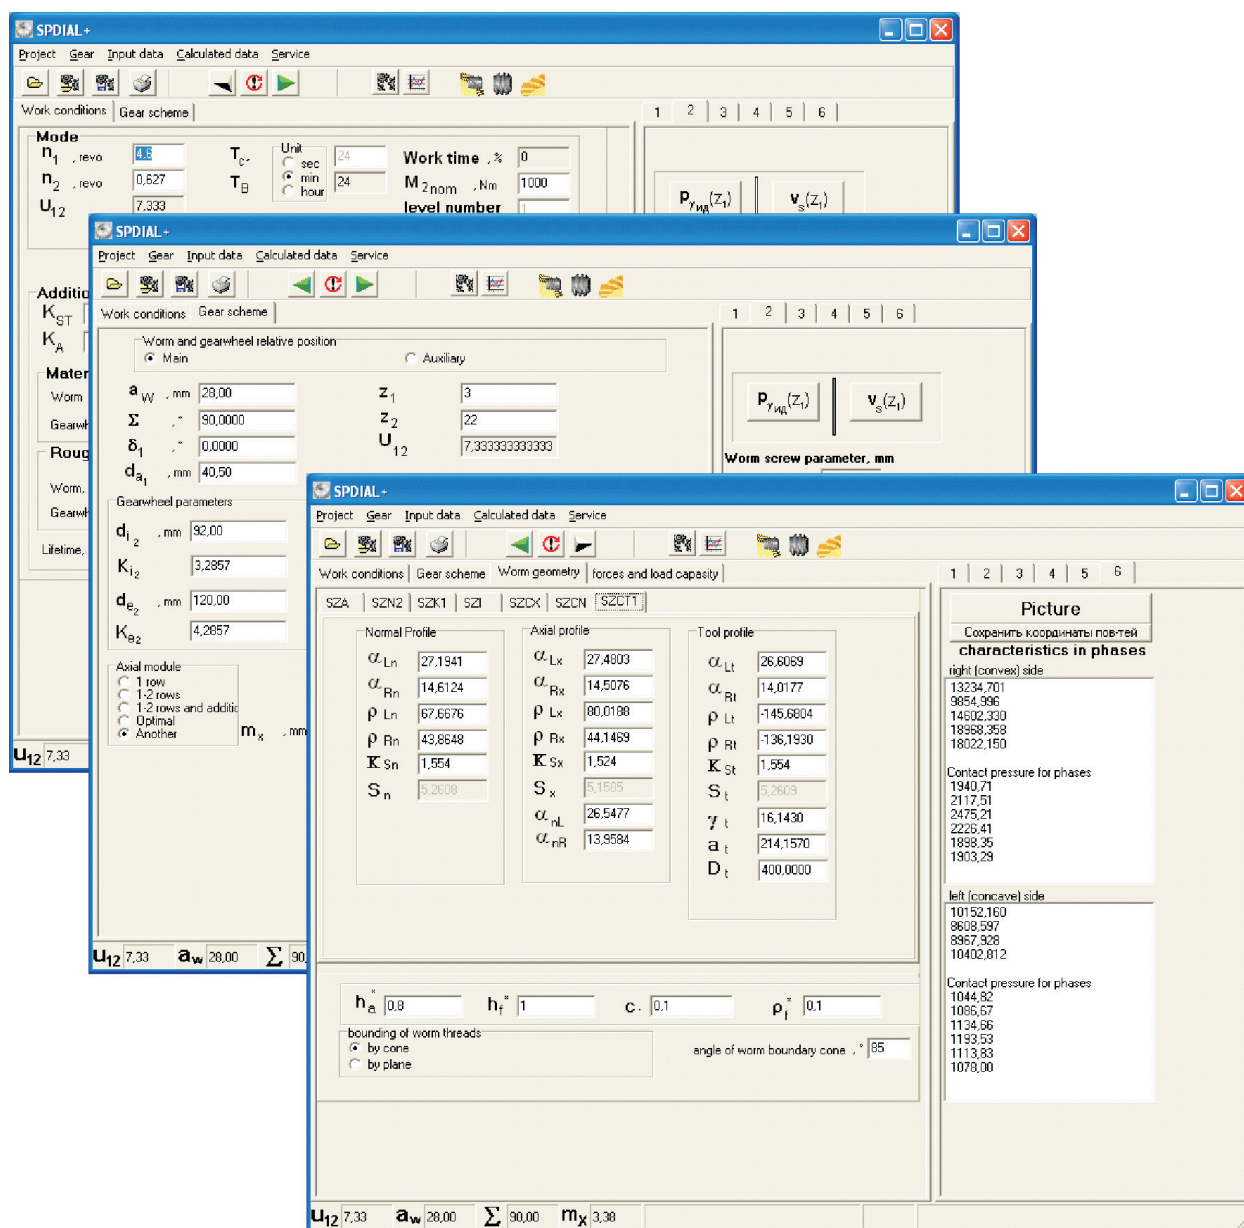 SPDIAL+
Project Gear Input data Calculated data Service
Work conditions Gear scheme
1 2 3 4 5 6
Mode
n1 , revo 4,6
n2 , revo 0,627
U12 7,333
Unit
sec
min
hour
24
TB 24
Work time , % 0
M2nom , Nm 1000
level number 1
pγид(z1) vs(z1)
KST
KA
Worm
Worm,
Lifetime,
u12 7,33
SPDIAL+
Project Gear Input data Calculated data Service
Work conditions Gear scheme
1 2 3 4 5 6
Worm and gearwheel relative position
Main Auxiliary
aW , mm 28,00
Σ ,° 90,0000
δ1 ,° 0,0000
da1 , mm 40,50
z1 3
z2 22
U12 7,333333333333
pγид(z1) vs(z1)
Worm screw parameter, mm
Gearwheel parameters
di2 , mm 92,00
Ki2 3,2857
de2 , mm 120,00
Ke2 4,2857
Axial module
1 row
1-2 rows
1-2 rows and additic
Optimal
Another
mx , mm
u12 7,33 aw 28,00 Σ 90,
SPDIAL+
Project Gear Input data Calculated data Service
Work conditions Gear scheme Worm geometry forces and load capasity
1 2 3 4 5 6
SZA SZN2 SZK1 SZI SZCX SZCN SZCT1
Normal Profile
αLn 27,1941
αRn 14,6124
ρLn 67,6676
ρRn 43,8648
KSn 1,554
Sn 5,2608
Axial profile
αLx 27,4803
αRx 14,5076
ρLx 80,0188
ρRx 44,1469
KSx 1,524
Sx 5,1585
αnL 26,5477
αnR 13,9584
Tool profile
αLt 26,6069
αRt 14,0177
ρLt -145,6804
ρRt -136,1930
KSt 1,554
St 5,2609
γt 16,1430
at 214,1570
Dt 400,0000
ha* 0,8 hf* 1 c. 0,1 ρf* 0,1
bounding of worm threads
by cone
by plane
angle of worm boundary cone ,° 85
Picture
Сохранить координаты пов-тей
characteristics in phases
right (convex) side
13234,701
9854,996
14602,330
18968,358
18022,150
Contact pressure for phases
1940,71
2117,51
2475,21
2226,41
1898,35
1903,29
left (concave) side
10152,160
8608,597
8967,928
10402,812
Contact pressure for phases
1044,82
1086,67
1134,66
1193,53
1113,83
1078,00
u12 7,33 aw 28,00 Σ 90,00 mx 3,38